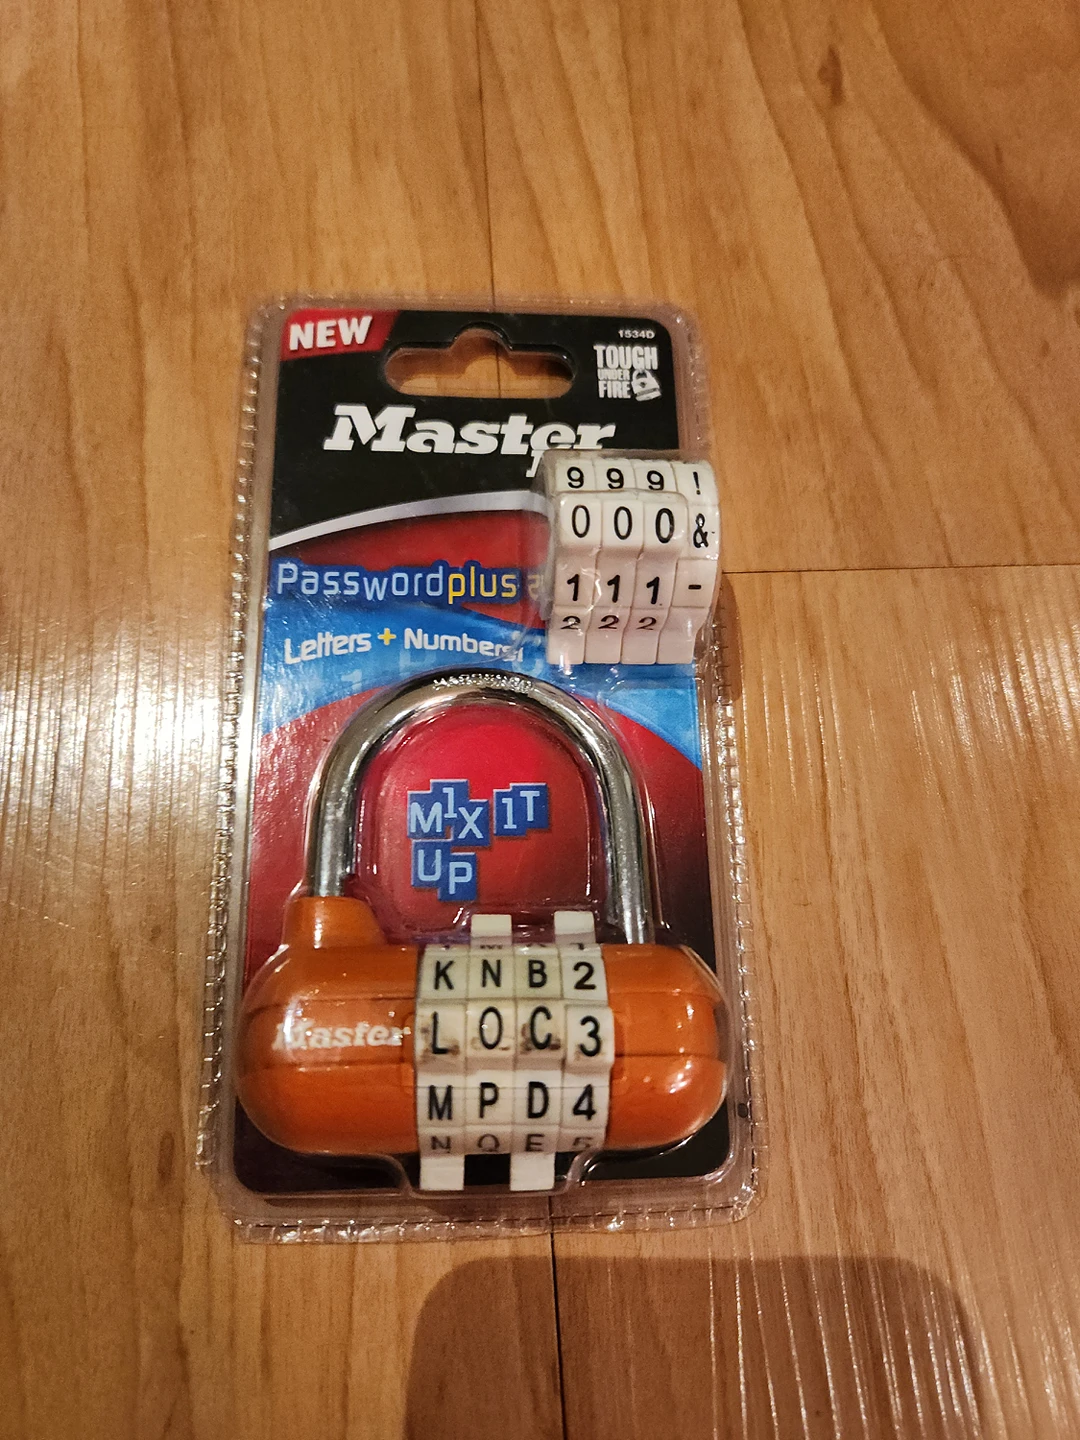 NEW
1534D
TOUGH
UNDER
FIRE
Master
9 9 9 !
0 0 0 &
1 1 1 -
2 2 2
Passwordplus
Letters + Numbers!
M1X 1T
UP
K N B 2
Master
L O C 3
M P D 4
N Q E 5